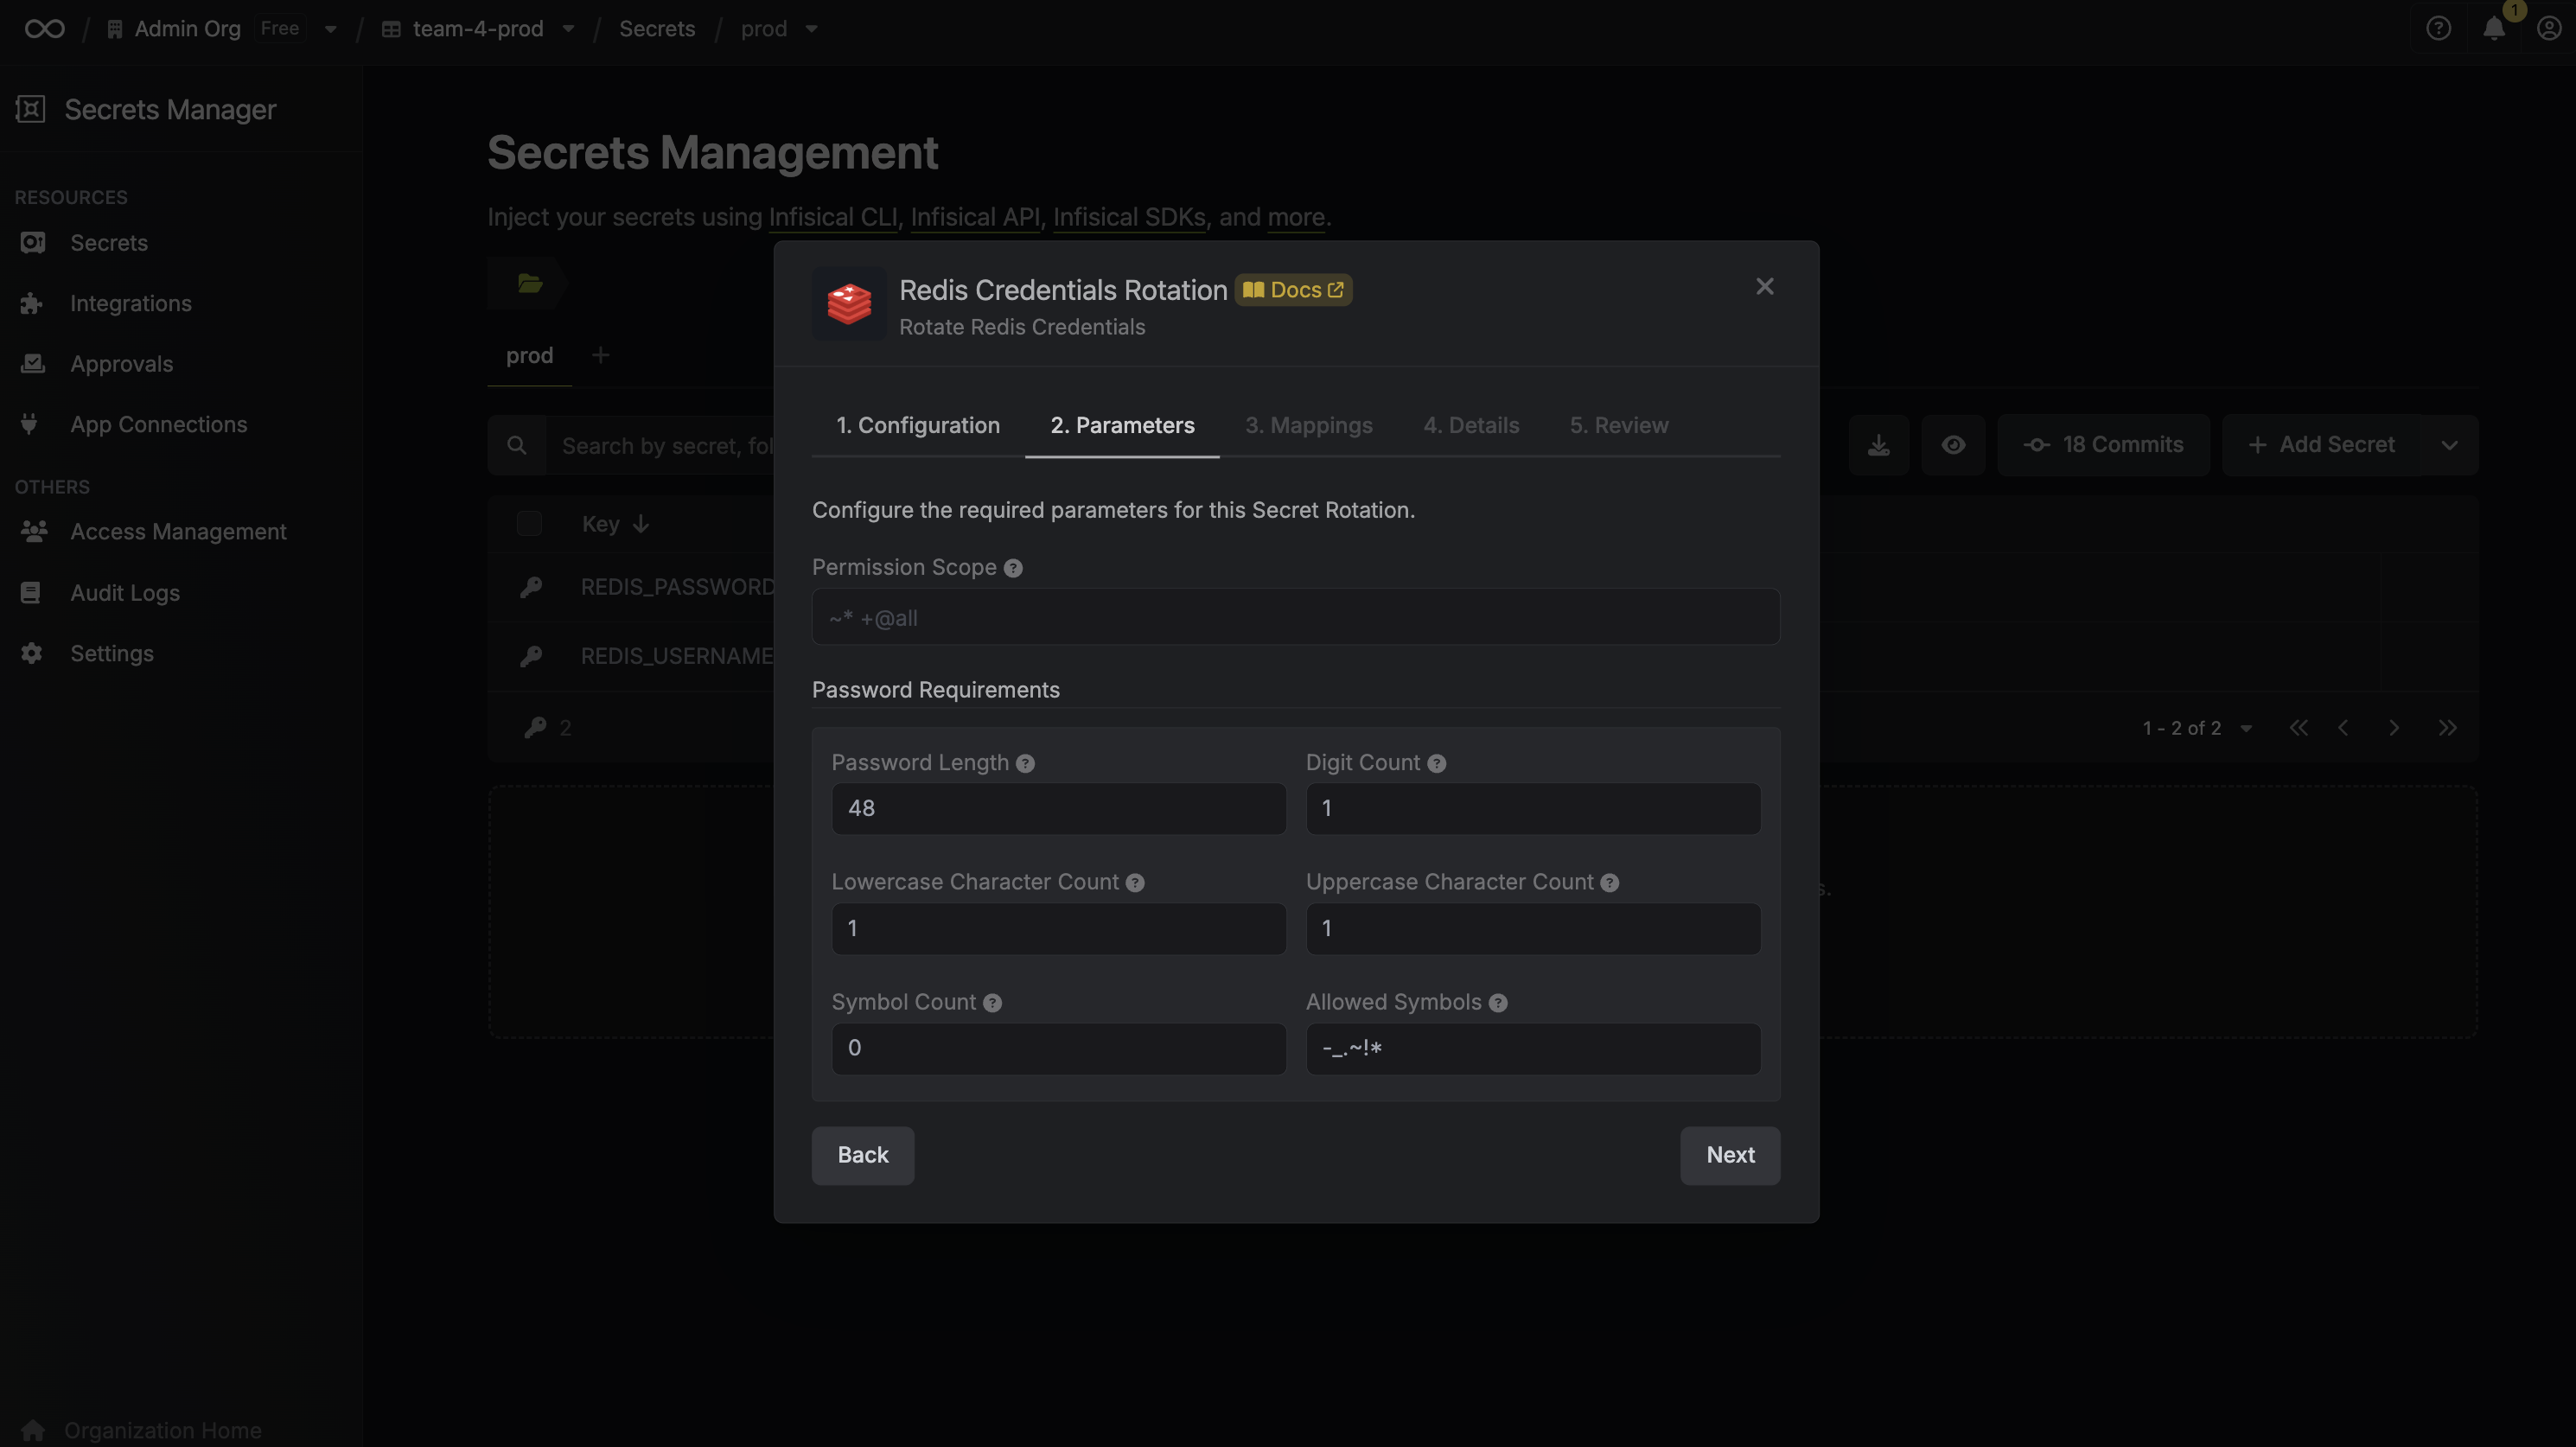 Admin Org Free / team-4-prod / Secrets / prod
1
Secrets Manager
RESOURCES
Secrets
Integrations
Approvals
App Connections
OTHERS
Access Management
Audit Logs
Settings
Organization Home
Secrets Management
Inject your secrets using Infisical CLI, Infisical API, Infisical SDKs, and more.
prod +
Search by secret, fol
18 Commits
+ Add Secret
Key
REDIS_PASSWORD
REDIS_USERNAME
2
1 - 2 of 2
s.
Redis Credentials Rotation Docs
Rotate Redis Credentials
1. Configuration 2. Parameters 3. Mappings 4. Details 5. Review
Configure the required parameters for this Secret Rotation.
Permission Scope ?
~* +@all
Password Requirements
Password Length ? Digit Count ?
48 1
Lowercase Character Count ? Uppercase Character Count ?
1 1
Symbol Count ? Allowed Symbols ?
0 -_.~!*
Back Next